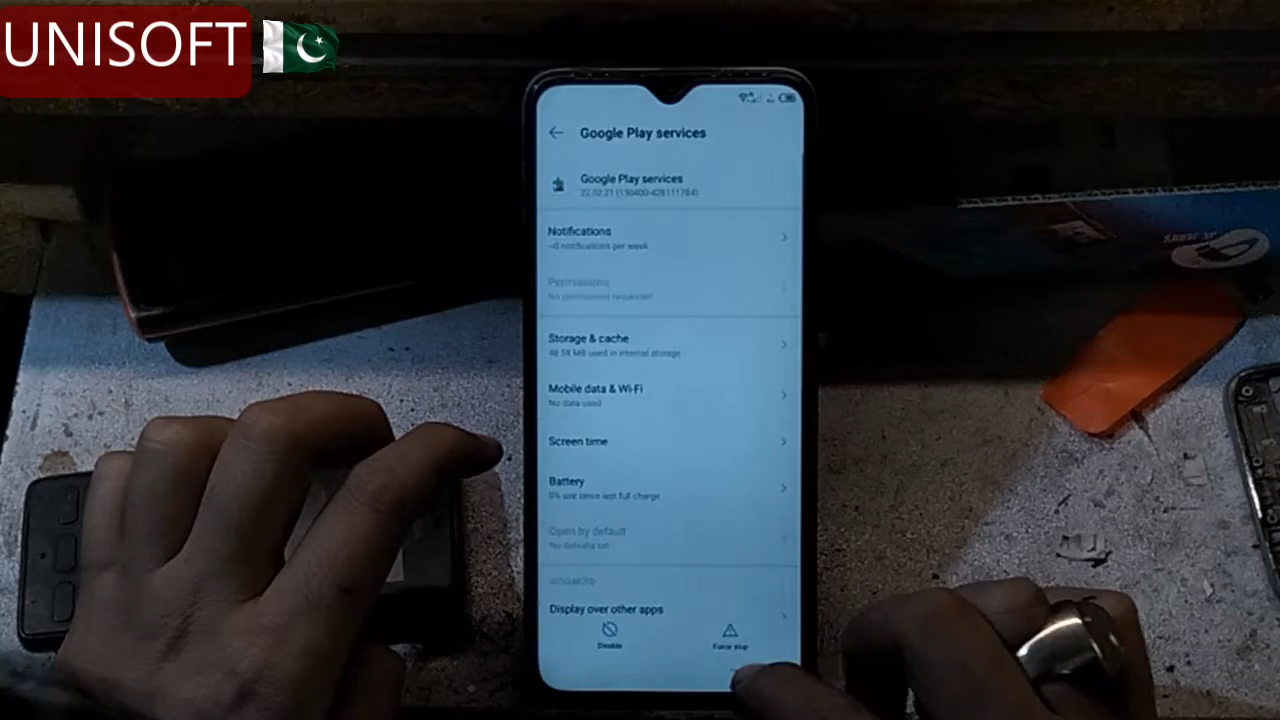 UNISOFT
Google Play services
Google Play services
22.02.21 (150400-428111784)
Notifications
~0 notifications per week
Permissions
No permissions requested
Storage & cache
48.58 MB used in internal storage
Mobile data & Wi-Fi
No data used
Screen time
Battery
0% use since last full charge
Open by default
No defaults set
ADVANCED
Display over other apps
Disable
Force stop